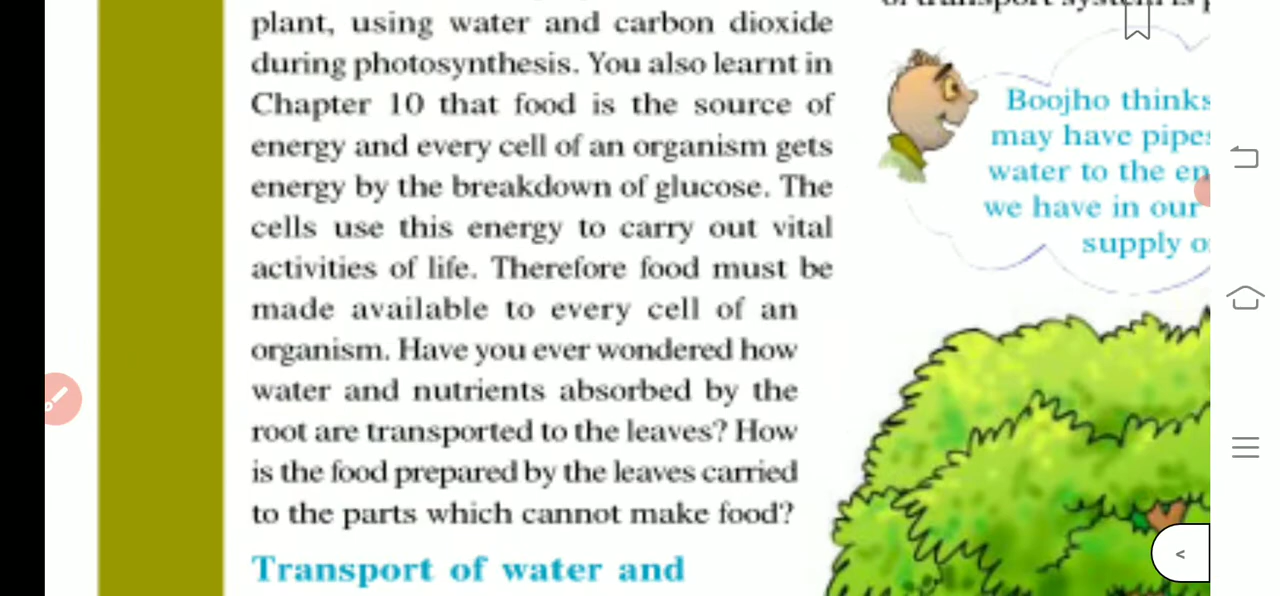 plant, using water and carbon dioxide
during photosynthesis. You also learnt in
Chapter 10 that food is the source of
energy and every cell of an organism gets
energy by the breakdown of glucose. The
cells use this energy to carry out vital
activities of life. Therefore food must be
made available to every cell of an
organism. Have you ever wondered how
water and nutrients absorbed by the
root are transported to the leaves? How
is the food prepared by the leaves carried
to the parts which cannot make food?
Transport of water and
transport system is
Boojho thinks
may have pipes
water to the en
we have in our
supply o